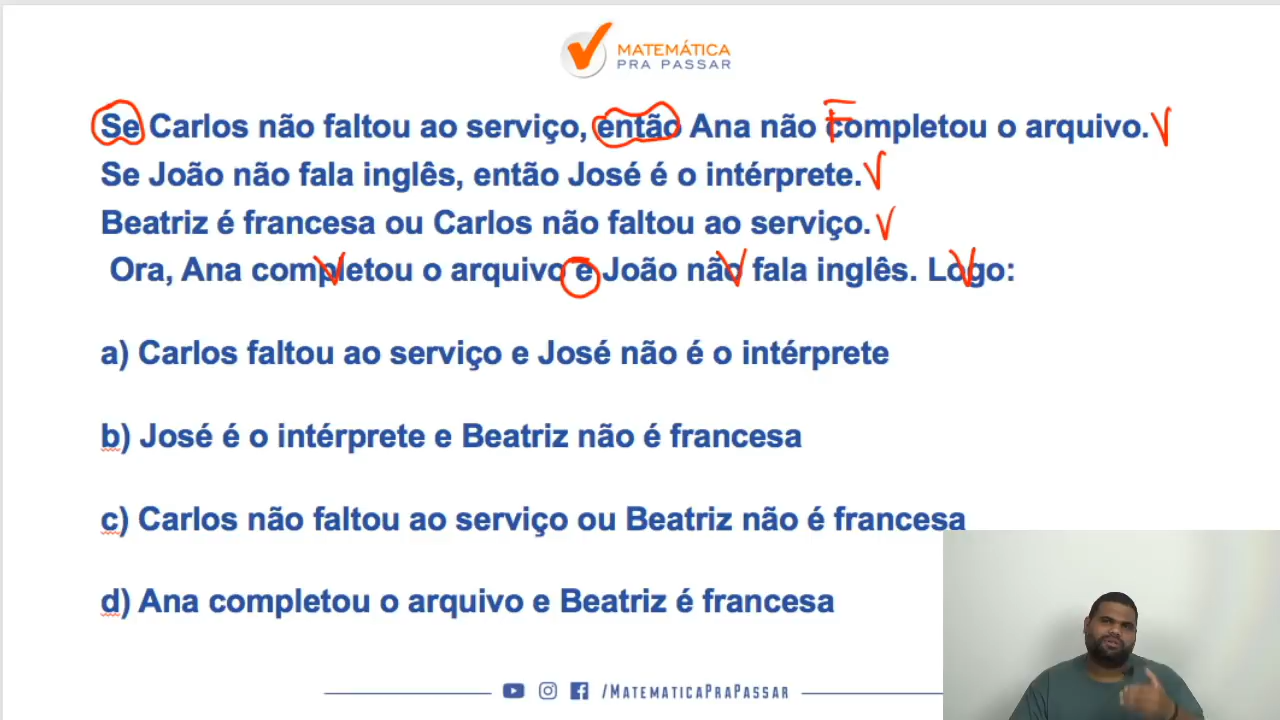 MATEMÁTICA
PRA PASSAR
Se Carlos não faltou ao serviço, então Ana não completou o arquivo. V
F
Se João não fala inglês, então José é o intérprete. V
Beatriz é francesa ou Carlos não faltou ao serviço. V
Ora, Ana completou o arquivo e João não fala inglês. Logo:
V V V
a) Carlos faltou ao serviço e José não é o intérprete
b) José é o intérprete e Beatriz não é francesa
c) Carlos não faltou ao serviço ou Beatriz não é francesa
d) Ana completou o arquivo e Beatriz é francesa
/MATEMATICAPRAPASSAR